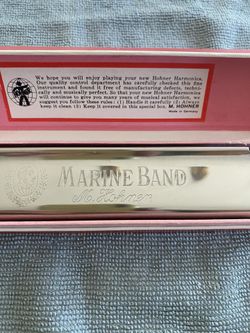 We hope you will enjoy playing your new Hohner Harmonica.
Our quality control department has carefully checked this
fine instrument and found it free of manufacturing defects, techni-
cally and musically perfect. So that your new Hohner Harmonica
will continue to give you many years of musical satisfaction, we
suggest you follow these rules: (1) Handle it carefully (2) Always
keep it clean (3) Keep it covered in this special box. M. HOHNER
Made in Germany
MARINE BAND
M. Hohner